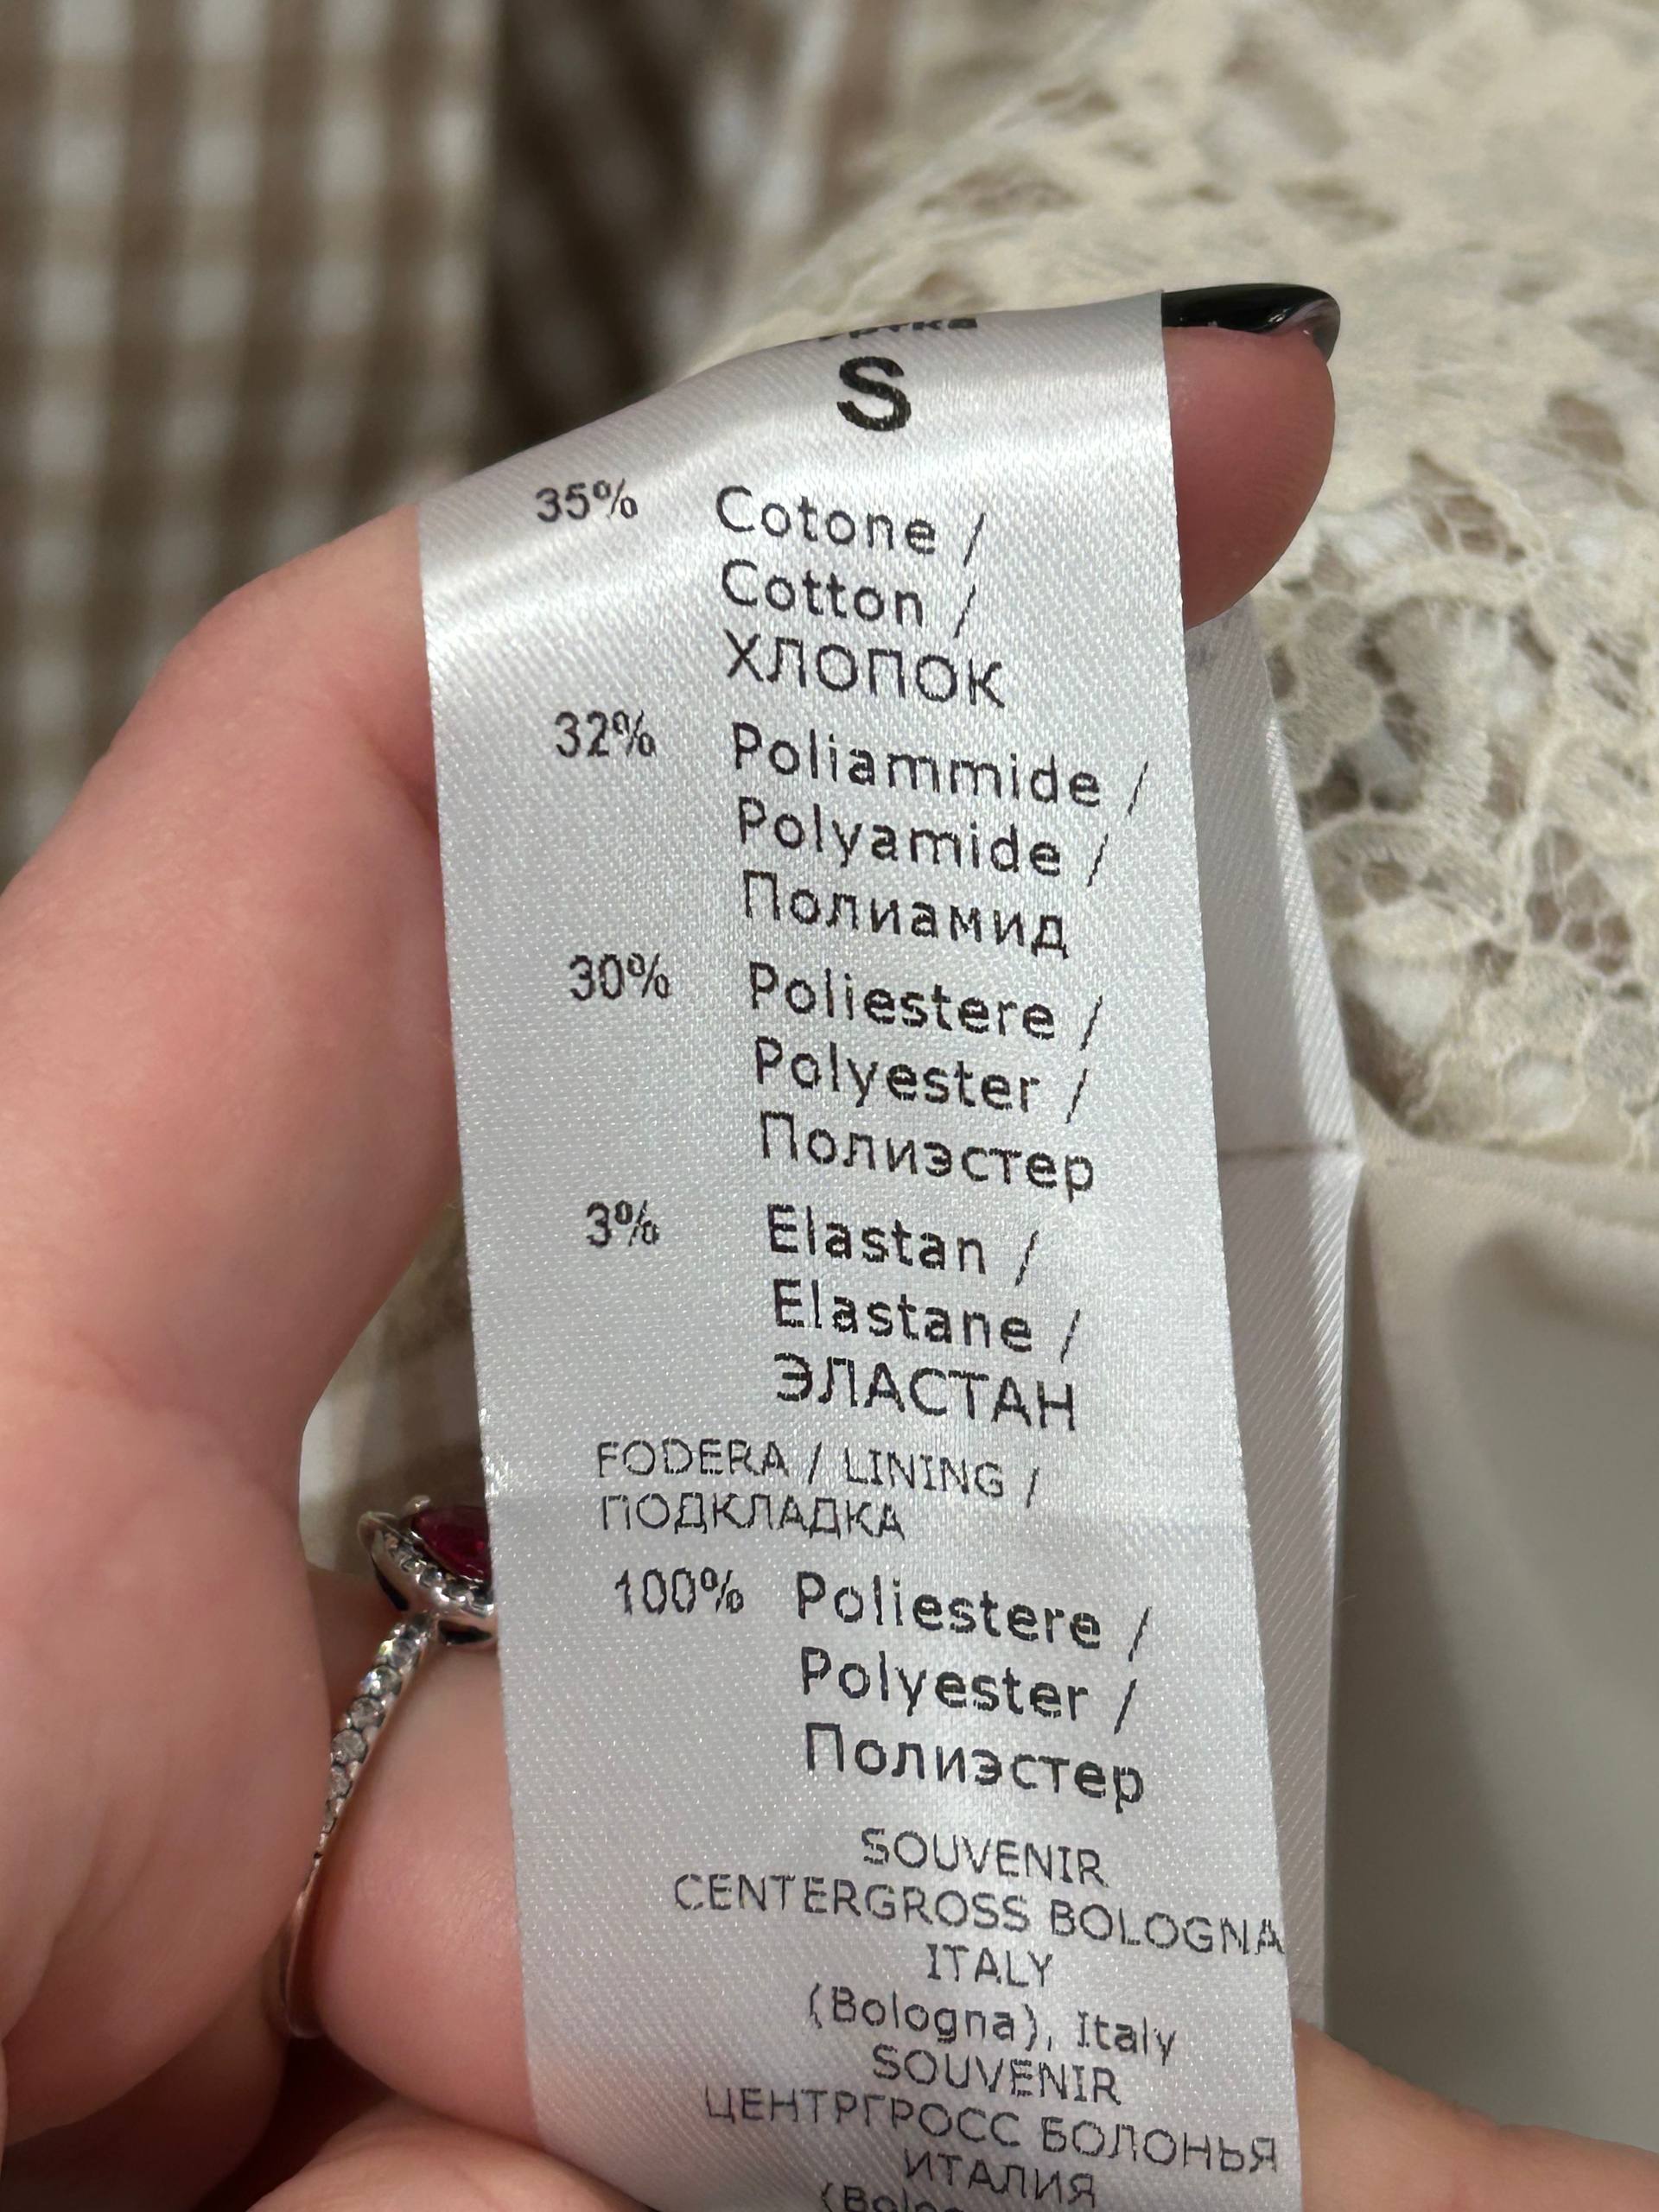 S
35% Cotone /
Cotton /
ХЛОПОК
32% Poliammide /
Polyamide /
Полиамид
30% Poliestere /
Polyester /
Полиэстер
3% Elastan /
Elastane /
ЭЛАСТАН
FODERA / LINING /
ПОДКЛАДКА
100% Poliestere /
Polyester /
Полиэстер
SOUVENIR
CENTERGROSS BOLOGNA
ITALY
(Bologna), Italy
SOUVENIR
ЦЕНТРГРОСС БОЛОНЬЯ
ИТАЛИЯ